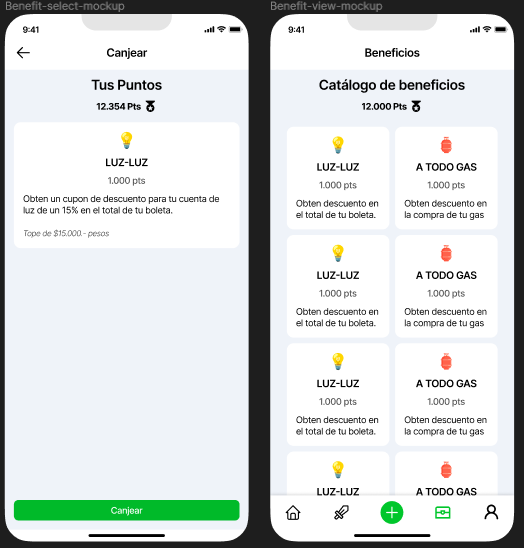 Benefit-select-mockup
9:41
Canjear
Tus Puntos
12.354 Pts
LUZ-LUZ
1.000 pts
Obten un cupon de descuento para tu cuenta de
luz de un 15% en el total de tu boleta.
Tope de $15.000.- pesos
Canjear
Benefit-view-mockup
9:41
Beneficios
Catálogo de beneficios
12.000 Pts
LUZ-LUZ
1.000 pts
Obten descuento en
el total de tu boleta.
A TODO GAS
1.000 pts
Obten descuento en
la compra de tu gas
LUZ-LUZ
1.000 pts
Obten descuento en
el total de tu boleta.
A TODO GAS
1.000 pts
Obten descuento en
la compra de tu gas
LUZ-LUZ
1.000 pts
Obten descuento en
el total de tu boleta.
A TODO GAS
1.000 pts
Obten descuento en
la compra de tu gas
LUZ-LUZ
A TODO GAS